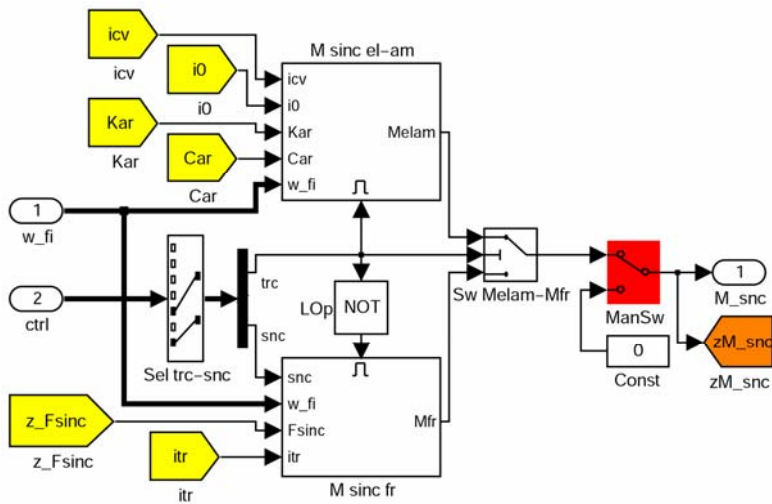 icv
icv
i0
i0
Kar
Kar
Car
Car
M sinc el-am
icv
i0
Kar
Car
w_fi
Melam
1
w_fi
2
ctrl
Sel trc-snc
trc
snc
LOp
NOT
Sw Melam-Mfr
ManSw
0
Const
1
M_snc
zM_snc
zM_snc
z_Fsinc
z_Fsinc
itr
itr
snc
w_fi
Fsinc
itr
Mfr
M sinc fr